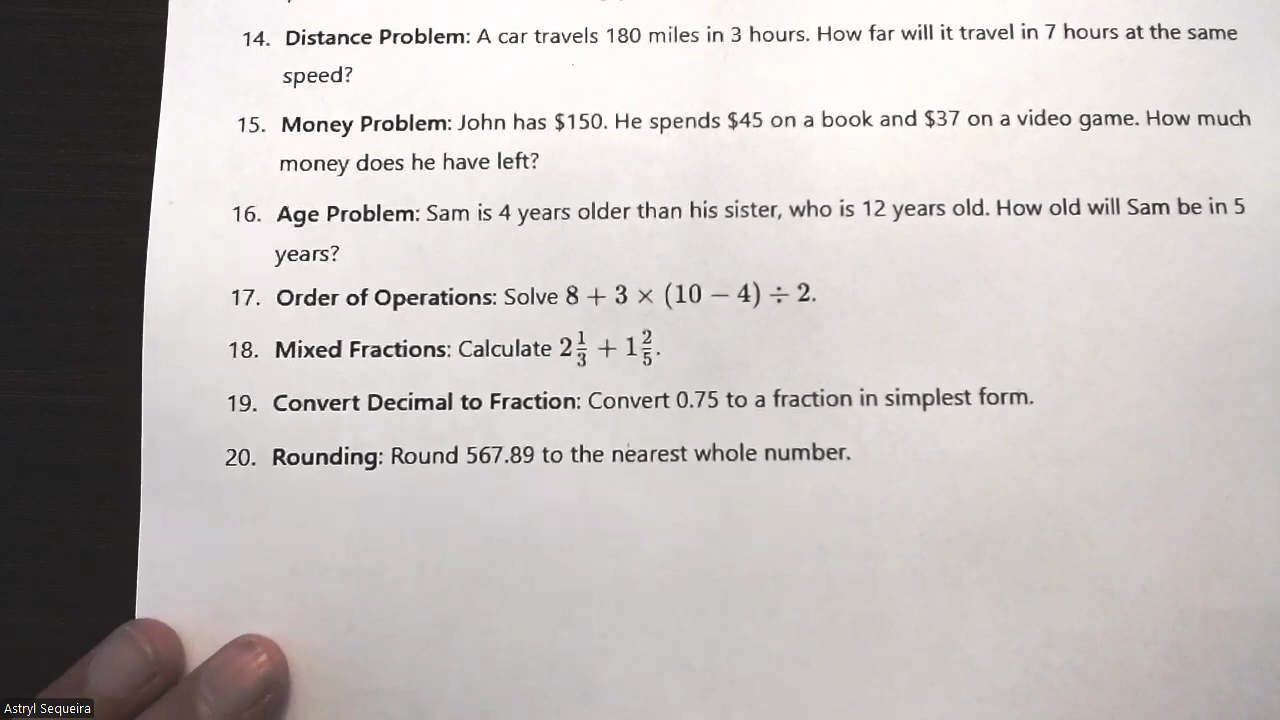 14. Distance Problem: A car travels 180 miles in 3 hours. How far will it travel in 7 hours at the same
speed?
15. Money Problem: John has $150. He spends $45 on a book and $37 on a video game. How much
money does he have left?
16. Age Problem: Sam is 4 years older than his sister, who is 12 years old. How old will Sam be in 5
years?
17. Order of Operations: Solve 8 + 3 × (10 − 4) ÷ 2.
18. Mixed Fractions: Calculate 2 1/3 + 1 2/5.
19. Convert Decimal to Fraction: Convert 0.75 to a fraction in simplest form.
20. Rounding: Round 567.89 to the nearest whole number.
Astryl Sequeira